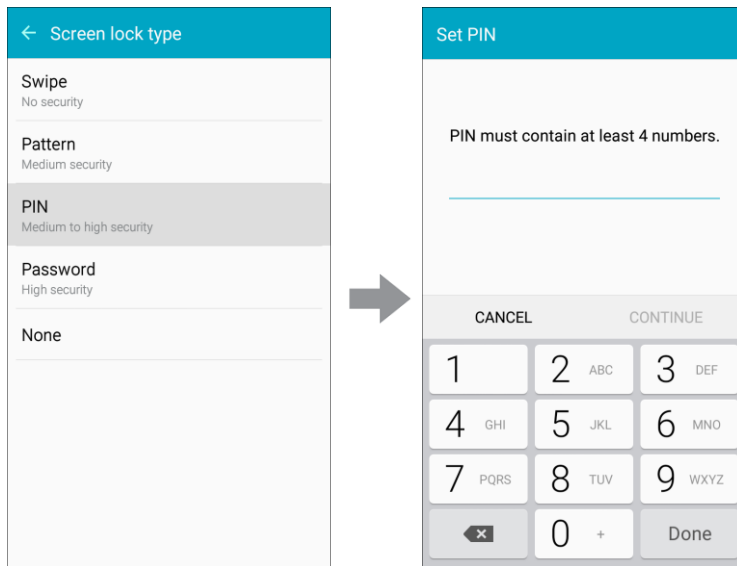 Screen lock type
Swipe
No security
Pattern
Medium security
PIN
Medium to high security
Password
High security
None
Set PIN
PIN must contain at least 4 numbers.
CANCEL CONTINUE
1 2 ABC 3 DEF
4 GHI 5 JKL 6 MNO
7 PQRS 8 TUV 9 WXYZ
0 + Done